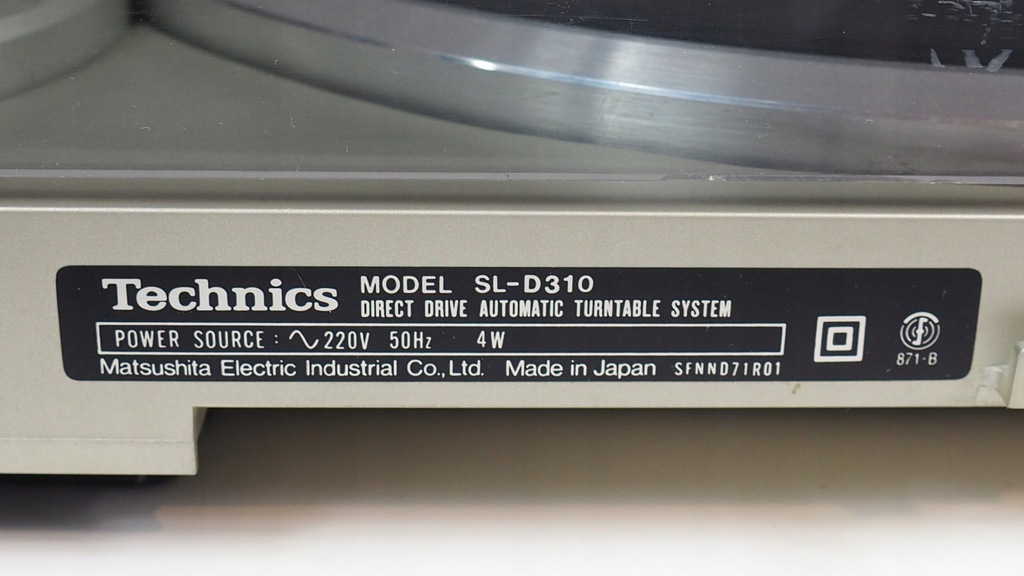 Technics MODEL SL-D310
DIRECT DRIVE AUTOMATIC TURNTABLE SYSTEM
POWER SOURCE : ∿ 220V 50Hz 4W
Matsushita Electric Industrial Co., Ltd. Made in Japan SFNND71R01
871-B